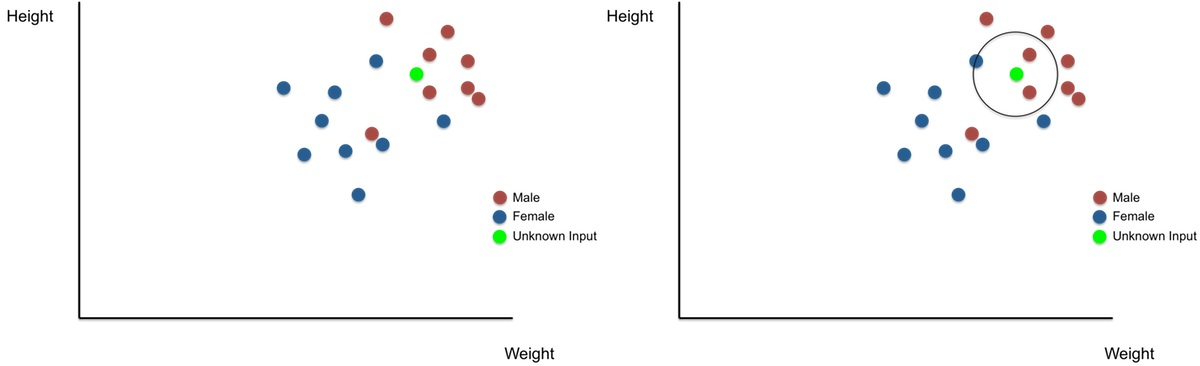 Height
Male
Female
Unknown Input
Weight
Height
Male
Female
Unknown Input
Weight